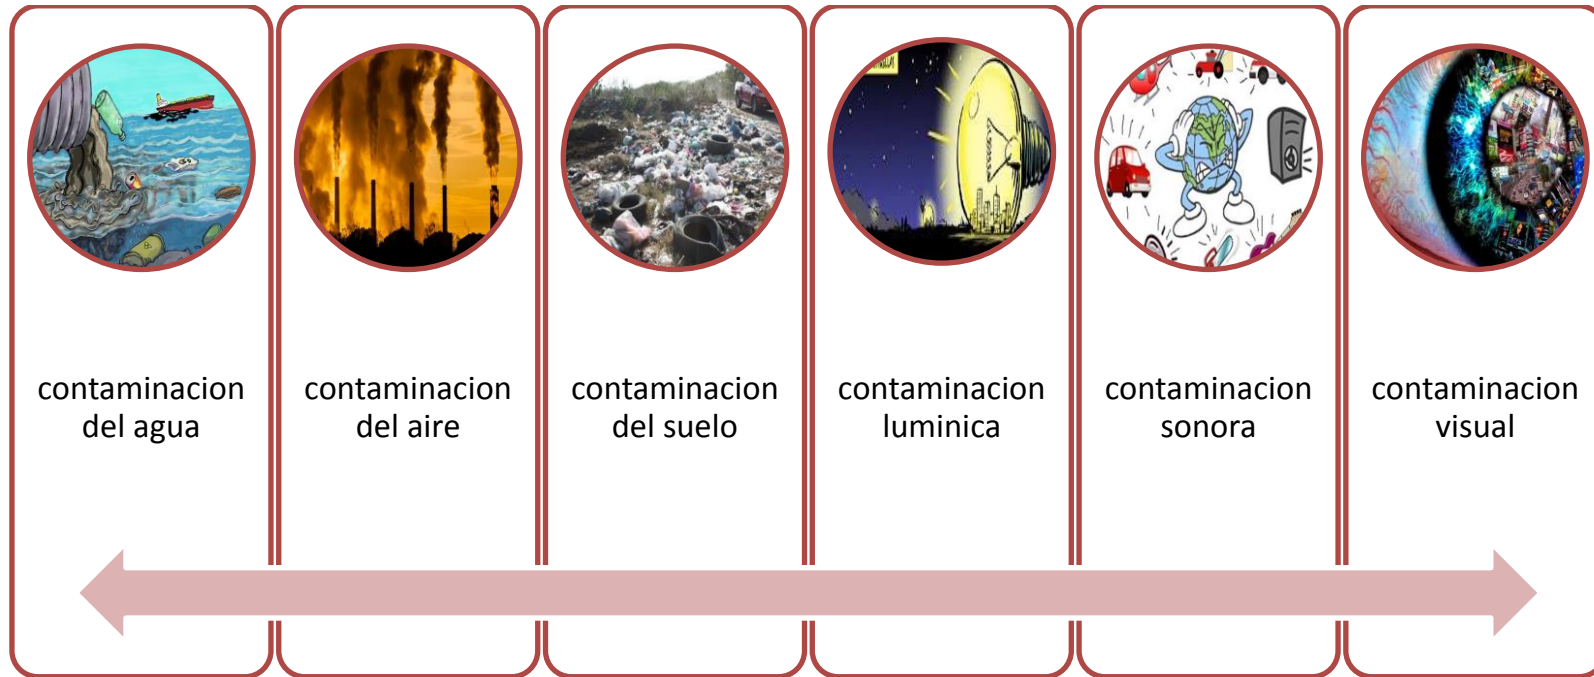 contaminacion
del agua
contaminacion
del aire
contaminacion
del suelo
contaminacion
luminica
contaminacion
sonora
contaminacion
visual